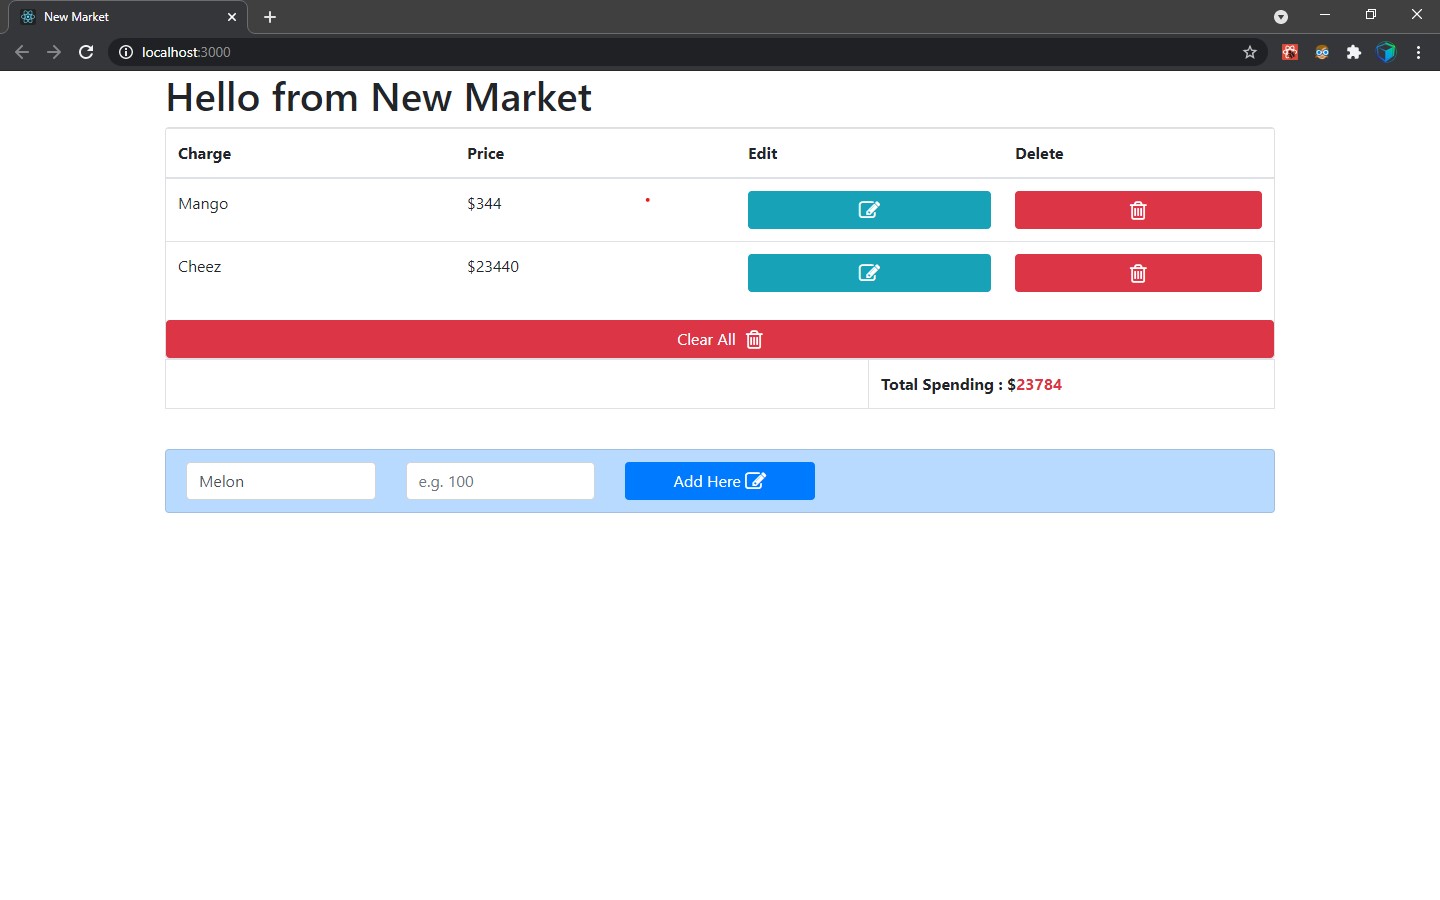 New Market
localhost:3000
Hello from New Market
Charge Price Edit Delete
Mango $344
Cheez $23440
Clear All
Total Spending : $23784
Melon e.g. 100 Add Here